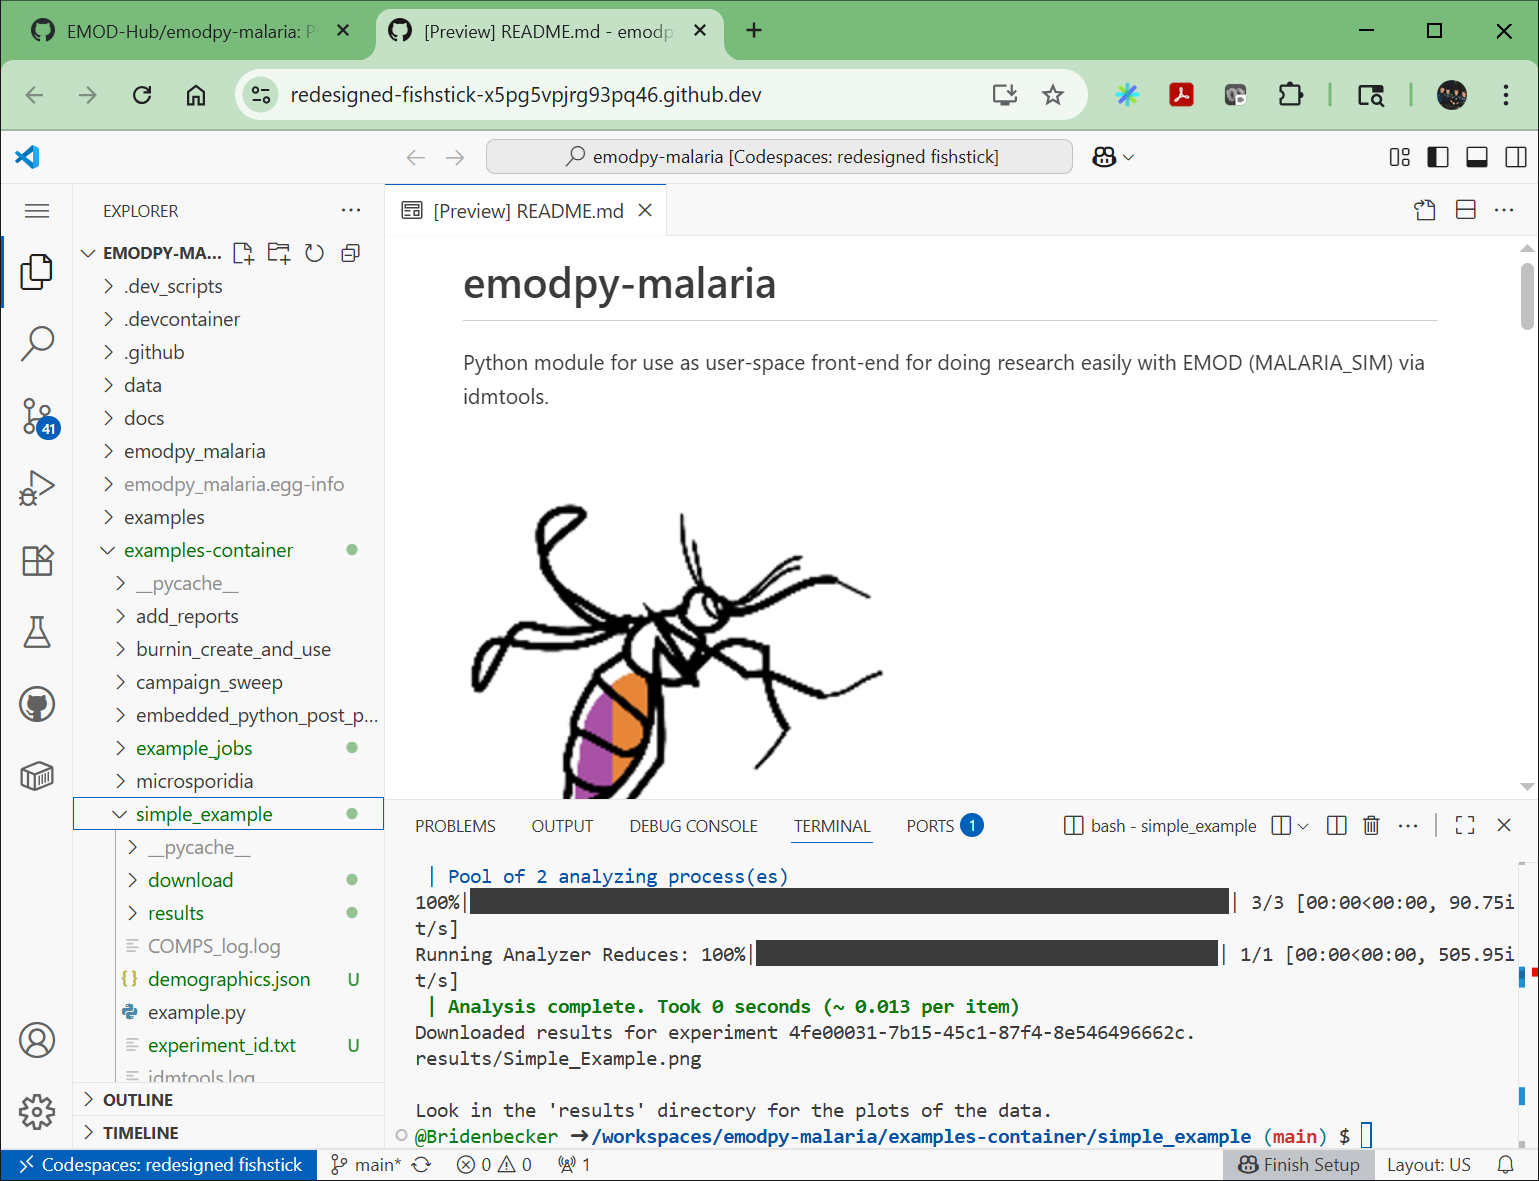 EMOD-Hub/emodpy-malaria: P
[Preview] README.md - emodp
redesigned-fishstick-x5pg5vpjrg93pq46.github.dev
emodpy-malaria [Codespaces: redesigned fishstick]
EXPLORER
[Preview] README.md
EMODPY-MA...
.dev_scripts
.devcontainer
.github
data
docs
emodpy_malaria
emodpy_malaria.egg-info
examples
examples-container
__pycache__
add_reports
burnin_create_and_use
campaign_sweep
embedded_python_post_p...
example_jobs
microsporidia
simple_example
__pycache__
download
results
COMPS_log.log
demographics.json U
example.py
experiment_id.txt U
idmtools.log
OUTLINE
TIMELINE
41
emodpy-malaria
Python module for use as user-space front-end for doing research easily with EMOD (MALARIA_SIM) via
idmtools.
PROBLEMS OUTPUT DEBUG CONSOLE TERMINAL PORTS 1 bash - simple_example
| Pool of 2 analyzing process(es)
100%| | 3/3 [00:00<00:00, 90.75i
t/s]
Running Analyzer Reduces: 100%| | 1/1 [00:00<00:00, 505.95i
t/s]
| Analysis complete. Took 0 seconds (~ 0.013 per item)
Downloaded results for experiment 4fe00031-7b15-45c1-87f4-8e546496662c.
results/Simple_Example.png
Look in the 'results' directory for the plots of the data.
@Bridenbecker ➜/workspaces/emodpy-malaria/examples-container/simple_example (main) $
Codespaces: redesigned fishstick main* 0 0 1 Finish Setup Layout: US